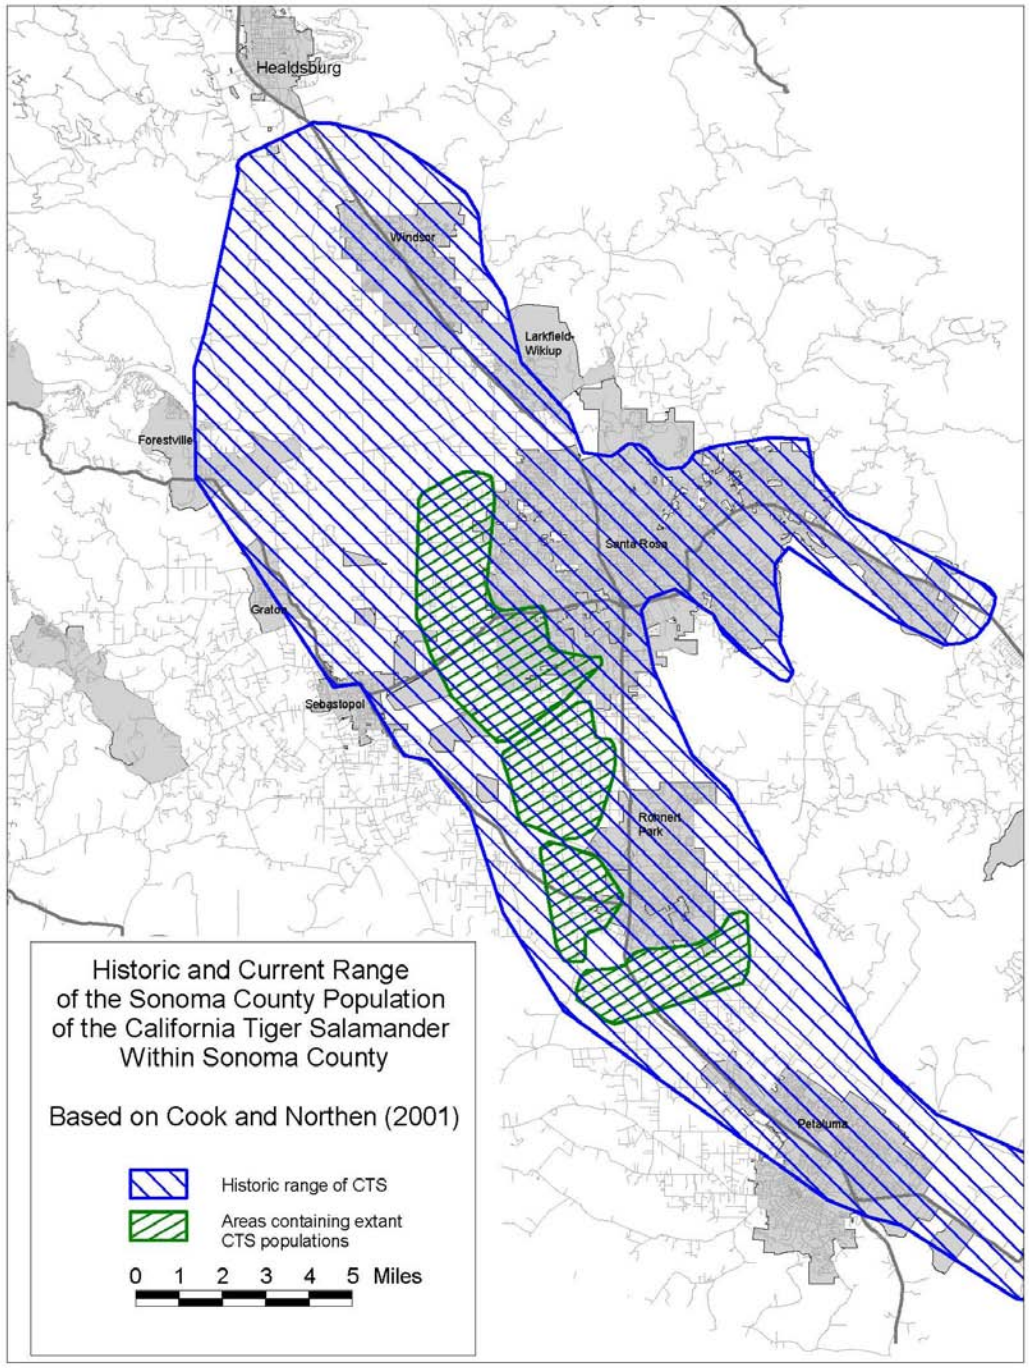 Healdsburg
Windsor
Larkfield-
Wikiup
Forestville
Santa Rosa
Graton
Sebastopol
Rohnert
Park
Petaluma
Historic and Current Range
of the Sonoma County Population
of the California Tiger Salamander
Within Sonoma County
Based on Cook and Northen (2001)
Historic range of CTS
Areas containing extant
CTS populations
0 1 2 3 4 5 Miles